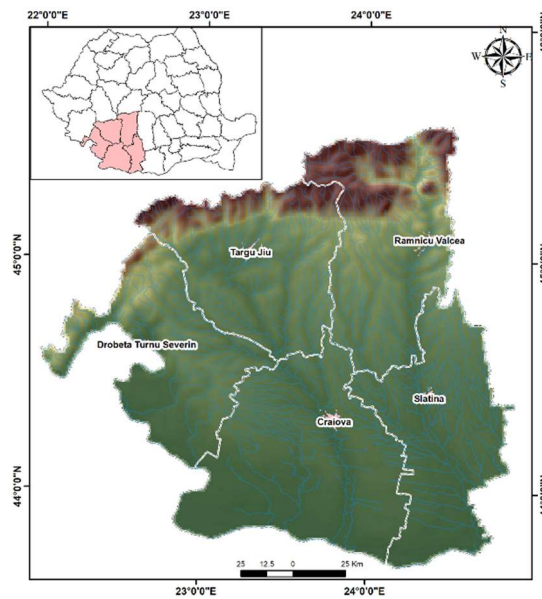 22°0'0"E 23°0'0"E 24°0'0"E
N
W E
S
Ramnicu Valcea
Targu Jiu
45°0'0"N
Drobeta Turnu Severin
Slatina
Craiova
44°0'0"N
25 12.5 0 25 Km
23°0'0"E 24°0'0"E